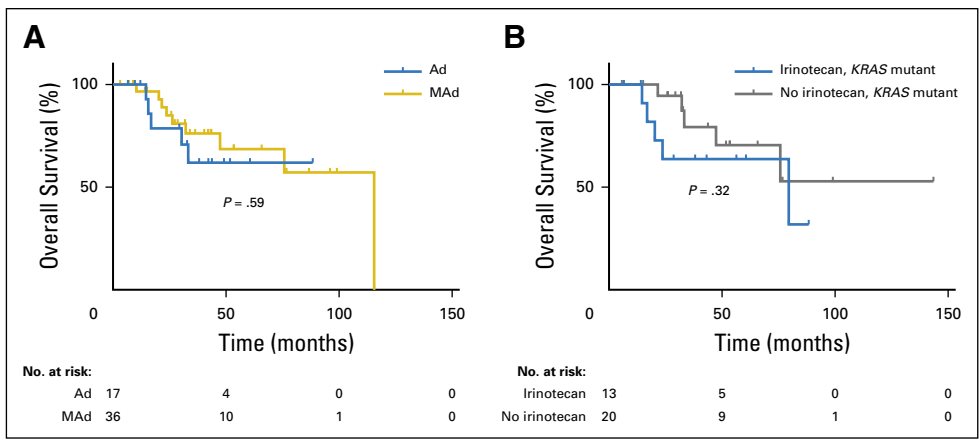 A
Overall Survival (%)
100
50
0
50
100
150
Time (months)
Ad
MAd
P = .59
No. at risk:
Ad 17 4 0 0
MAd 36 10 1 0
B
Overall Survival (%)
100
50
0
50
100
150
Time (months)
Irinotecan, KRAS mutant
No irinotecan, KRAS mutant
P = .32
No. at risk:
Irinotecan 13 5 0 0
No irinotecan 20 9 1 0